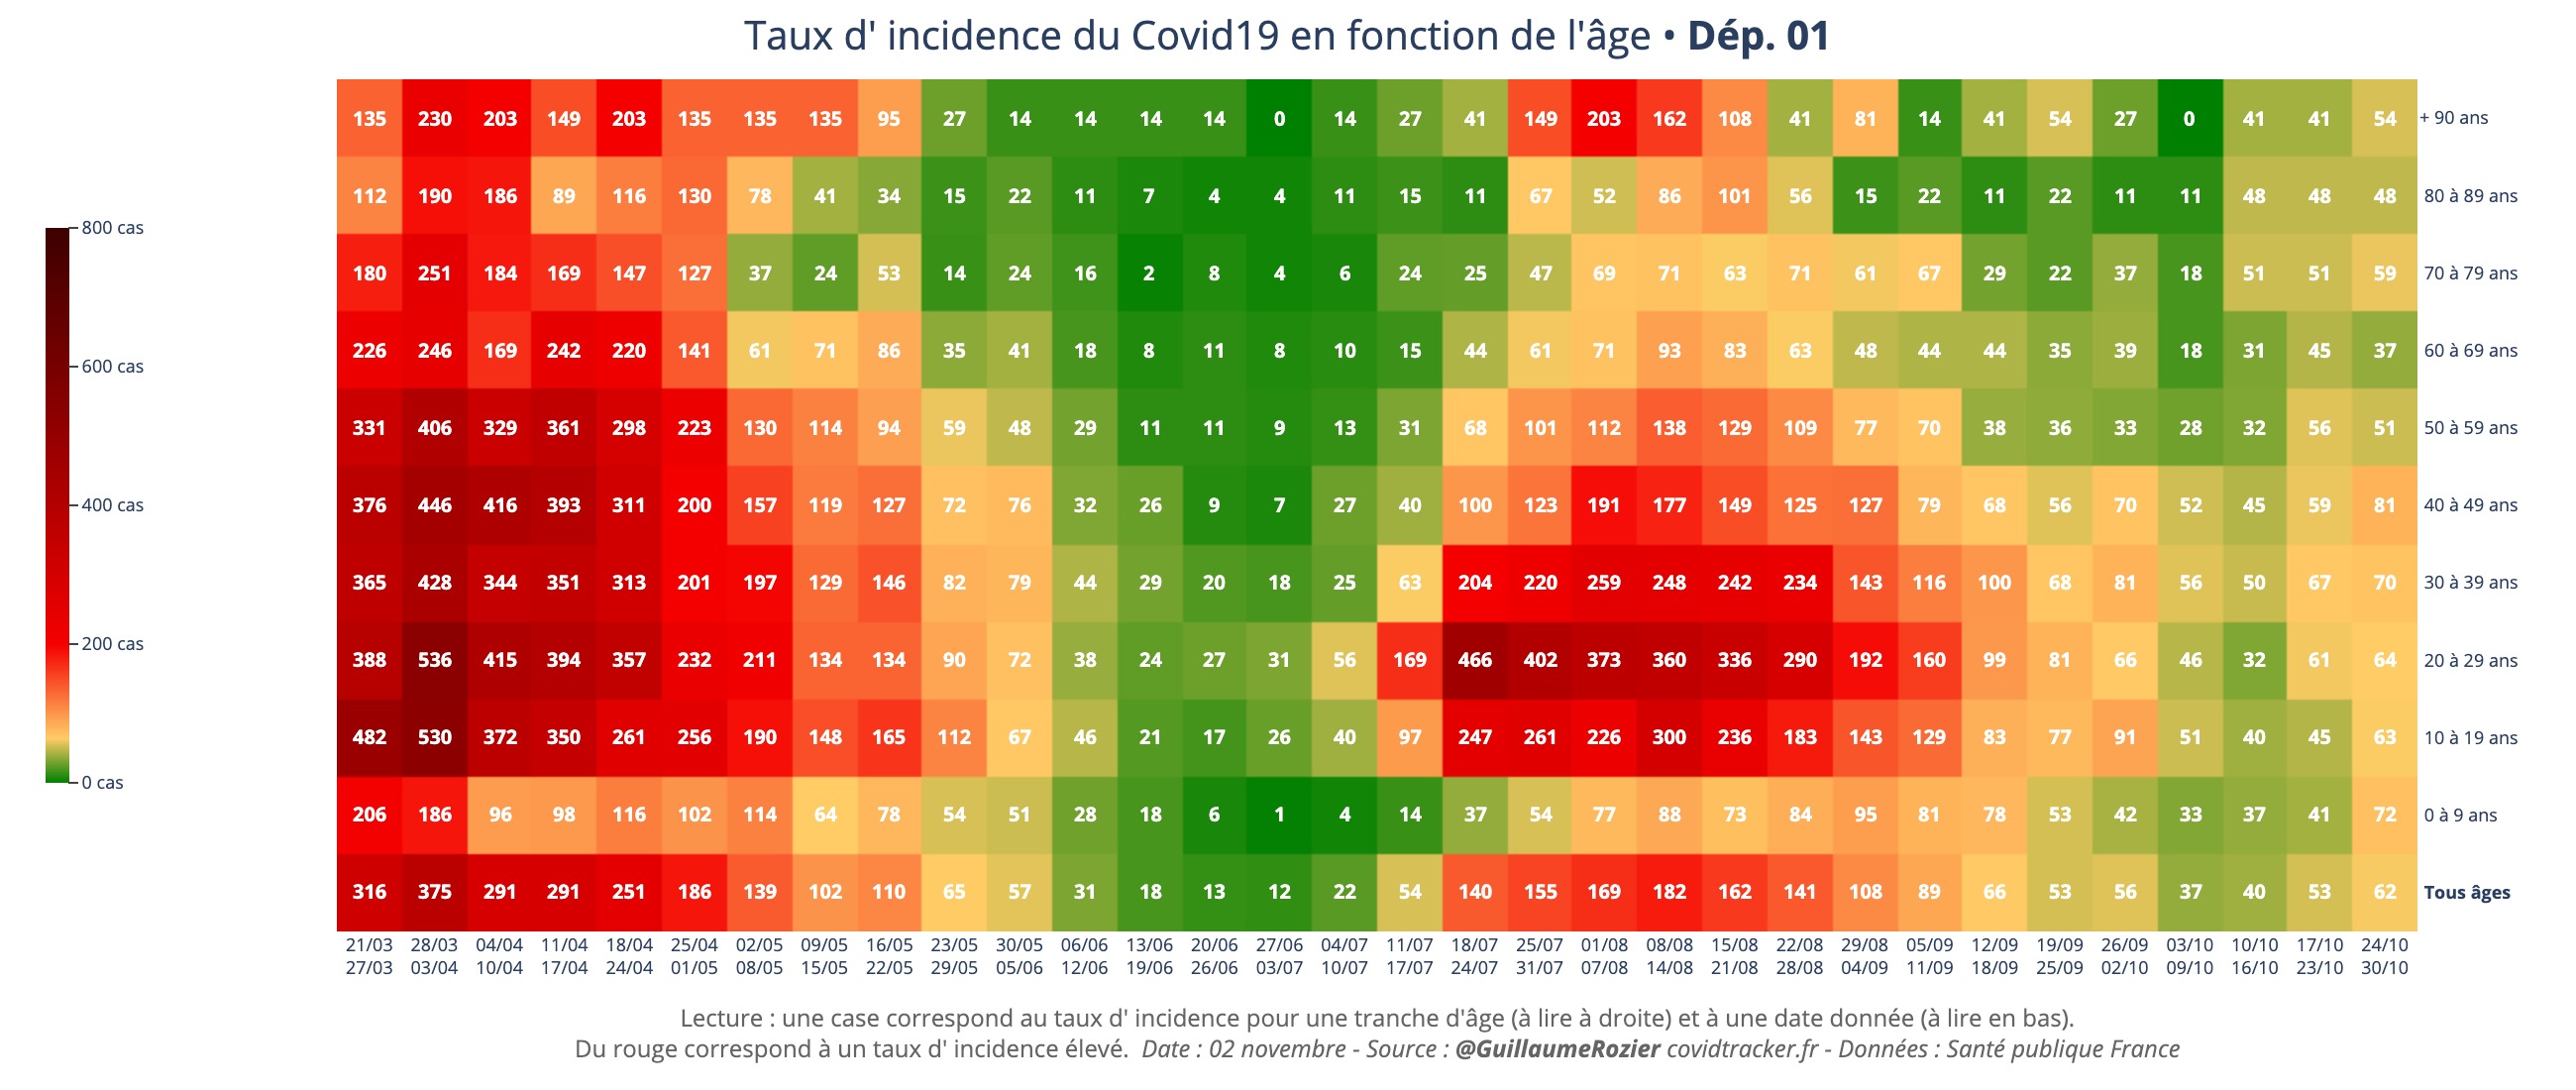 Taux d' incidence du Covid19 en fonction de l'âge • Dép. 01
800 cas
600 cas
400 cas
200 cas
0 cas
135 230 203 149 203 135 135 135 95 27 14 14 14 14 0 14 27 41 149 203 162 108 41 81 14 41 54 27 0 41 41 54 + 90 ans
112 190 186 89 116 130 78 41 34 15 22 11 7 4 4 11 15 11 67 52 86 101 56 15 22 11 22 11 11 48 48 48 80 à 89 ans
180 251 184 169 147 127 37 24 53 14 24 16 2 8 4 6 24 25 47 69 71 63 71 61 67 29 22 37 18 51 51 59 70 à 79 ans
226 246 169 242 220 141 61 71 86 35 41 18 8 11 8 10 15 44 61 71 93 83 63 48 44 44 35 39 18 31 45 37 60 à 69 ans
331 406 329 361 298 223 130 114 94 59 48 29 11 11 9 13 31 68 101 112 138 129 109 77 70 38 36 33 28 32 56 51 50 à 59 ans
376 446 416 393 311 200 157 119 127 72 76 32 26 9 7 27 40 100 123 191 177 149 125 127 79 68 56 70 52 45 59 81 40 à 49 ans
365 428 344 351 313 201 197 129 146 82 79 44 29 20 18 25 63 204 220 259 248 242 234 143 116 100 68 81 56 50 67 70 30 à 39 ans
388 536 415 394 357 232 211 134 134 90 72 38 24 27 31 56 169 466 402 373 360 336 290 192 160 99 81 66 46 32 61 64 20 à 29 ans
482 530 372 350 261 256 190 148 165 112 67 46 21 17 26 40 97 247 261 226 300 236 183 143 129 83 77 91 51 40 45 63 10 à 19 ans
206 186 96 98 116 102 114 64 78 54 51 28 18 6 1 4 14 37 54 77 88 73 84 95 81 78 53 42 33 37 41 72 0 à 9 ans
316 375 291 291 251 186 139 102 110 65 57 31 18 13 12 22 54 140 155 169 182 162 141 108 89 66 53 56 37 40 53 62 Tous âges
21/03 28/03 04/04 11/04 18/04 25/04 02/05 09/05 16/05 23/05 30/05 06/06 13/06 20/06 27/06 04/07 11/07 18/07 25/07 01/08 08/08 15/08 22/08 29/08 05/09 12/09 19/09 26/09 03/10 10/10 17/10 24/10
27/03 03/04 10/04 17/04 24/04 01/05 08/05 15/05 22/05 29/05 05/06 12/06 19/06 26/06 03/07 10/07 17/07 24/07 31/07 07/08 14/08 21/08 28/08 04/09 11/09 18/09 25/09 02/10 09/10 16/10 23/10 30/10
Lecture : une case correspond au taux d' incidence pour une tranche d'âge (à lire à droite) et à une date donnée (à lire en bas).
Du rouge correspond à un taux d' incidence élevé. Date : 02 novembre - Source : @GuillaumeRozier covidtracker.fr - Données : Santé publique France